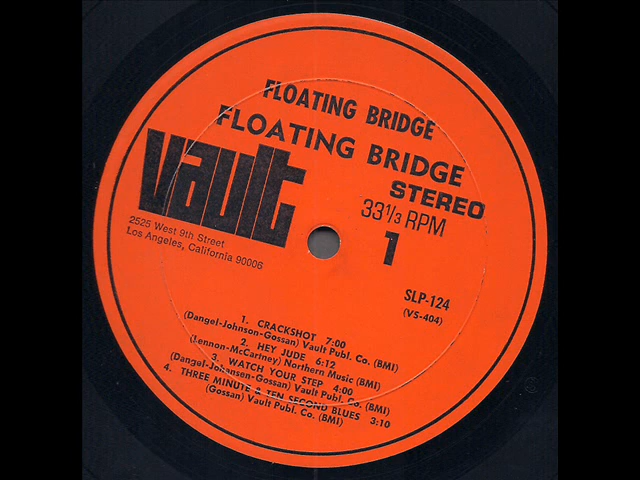 FLOATING BRIDGE
FLOATING BRIDGE
vault
STEREO
33 1/3 RPM
1
2525 West 9th Street
Los Angeles, California 90006
SLP-124
(VS-404)
1. CRACKSHOT 7:00
(Dangel-Johnson-Gossan) Vault Publ. Co. (BMI)
2. HEY JUDE 6:12
(Lennon-McCartney) Northern Music (BMI)
3. WATCH YOUR STEP 4:00
(Dangel-Johansen-Gossan) Vault Publ. Co. (BMI)
4. THREE MINUTE & TEN SECOND BLUES 3:10
(Gossan) Vault Publ. Co. (BMI)